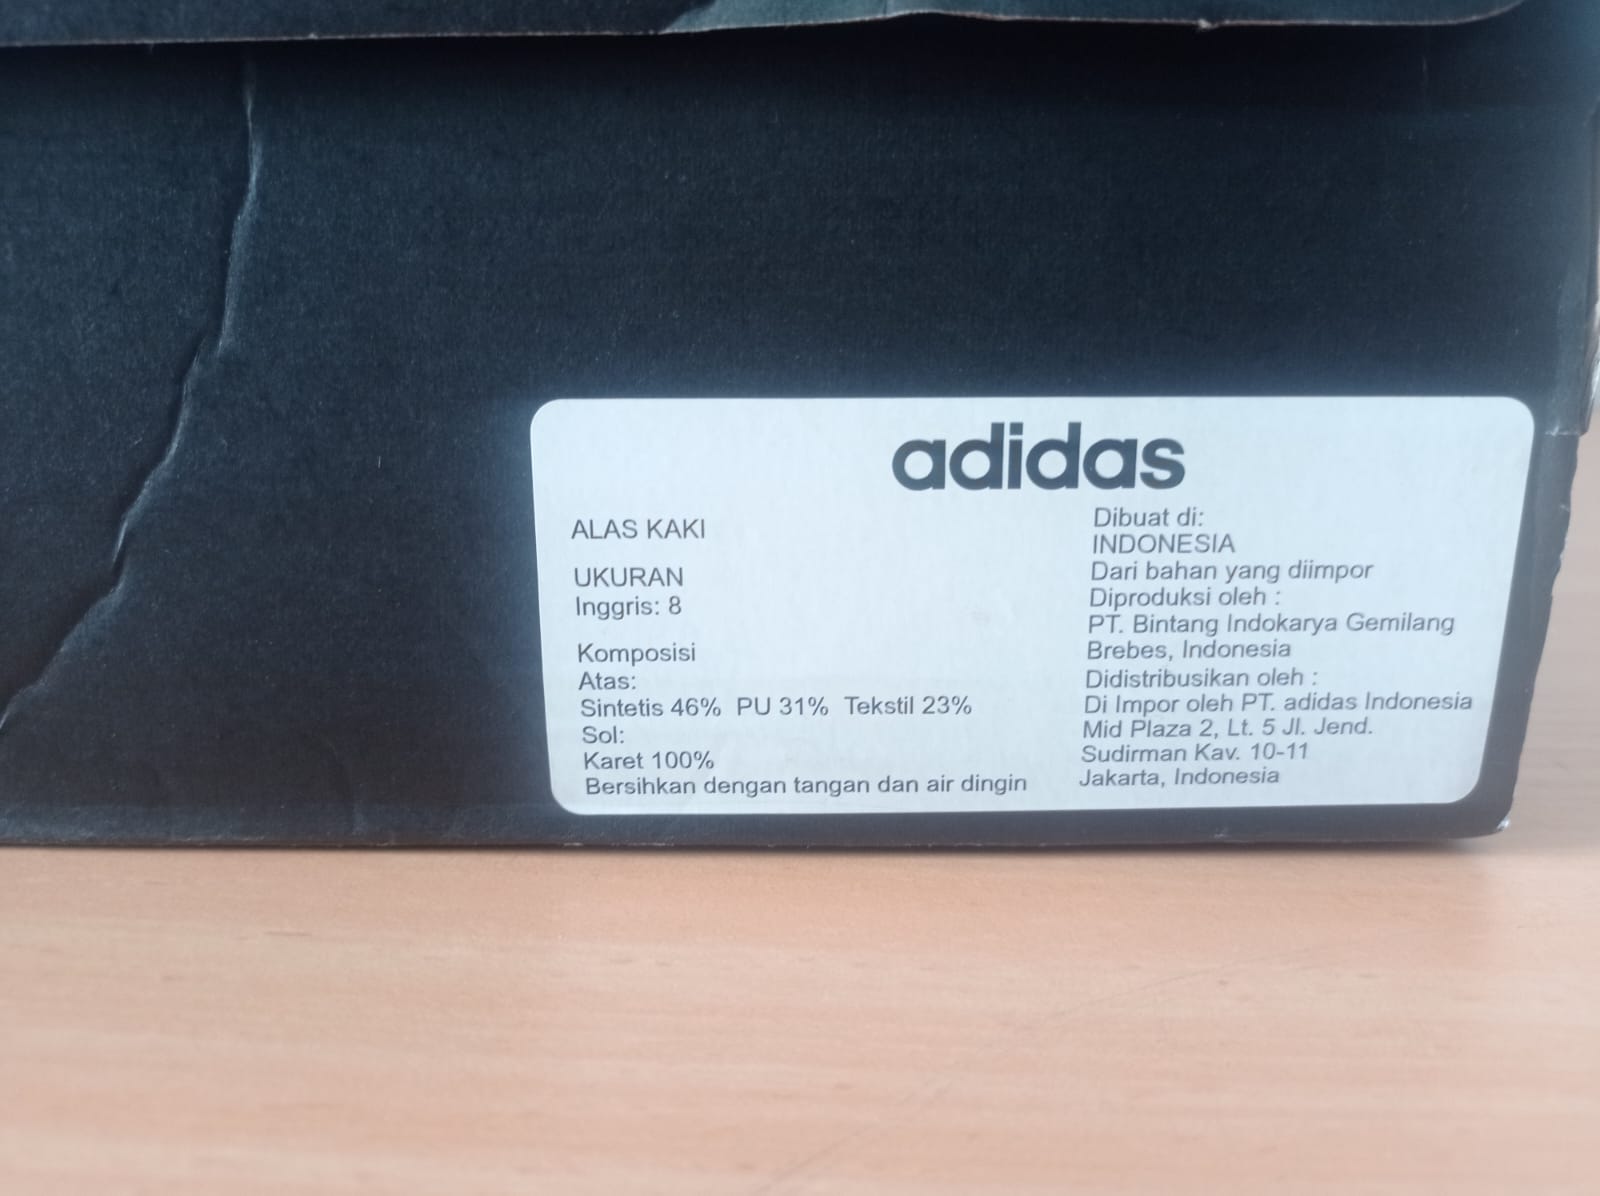 adidas
ALAS KAKI
UKURAN
Inggris: 8
Komposisi
Atas:
Sintetis 46% PU 31% Tekstil 23%
Sol:
Karet 100%
Bersihkan dengan tangan dan air dingin
Dibuat di:
INDONESIA
Dari bahan yang diimpor
Diproduksi oleh :
PT. Bintang Indokarya Gemilang
Brebes, Indonesia
Didistribusikan oleh :
Di Impor oleh PT. adidas Indonesia
Mid Plaza 2, Lt. 5 Jl. Jend.
Sudirman Kav. 10-11
Jakarta, Indonesia